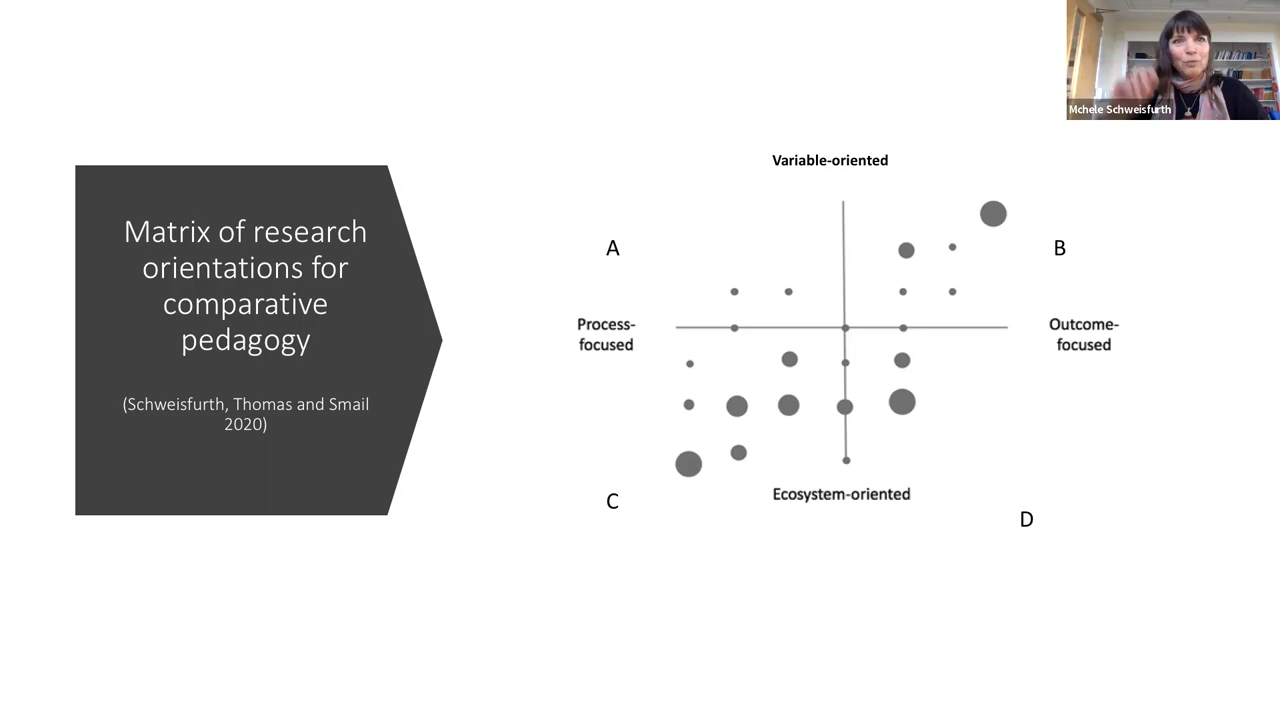 Mchele Schweisfurth
Matrix of research
orientations for
comparative
pedagogy
(Schweisfurth, Thomas and Smail
2020)
Variable-oriented
A
B
Process-
focused
Outcome-
focused
Ecosystem-oriented
C
D